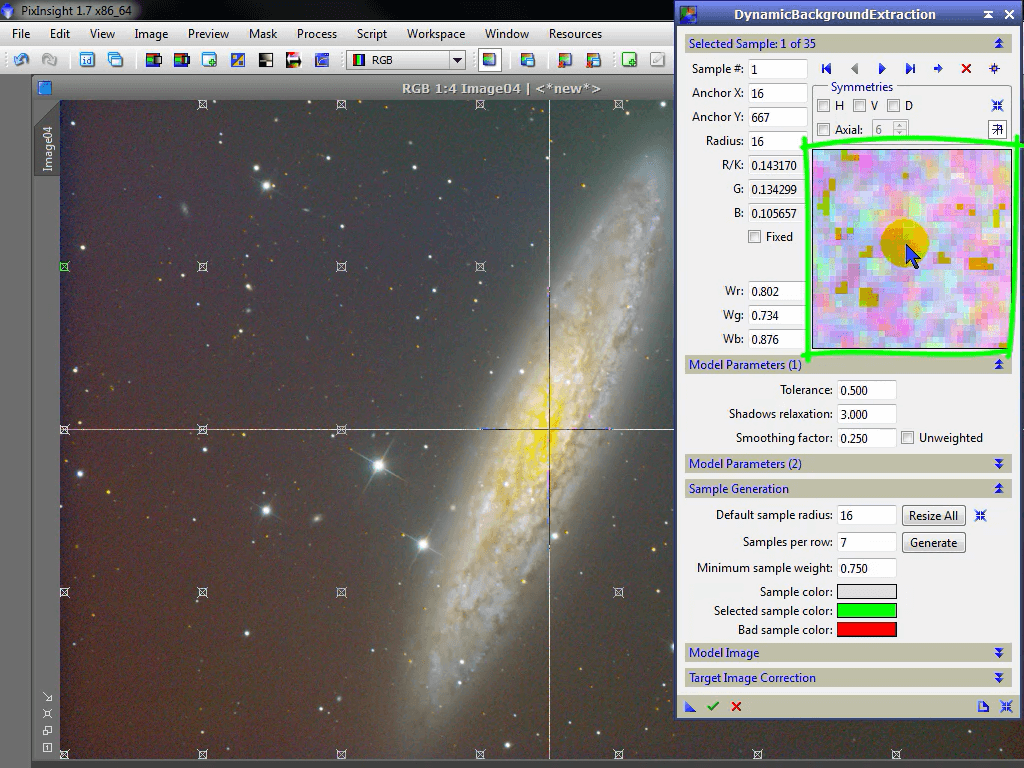 PixInsight 1.7 x86_64
File Edit View Image Preview Mask Process Script Workspace Window Resources
RGB
RGB 1:4 Image04 | <*new*>
Image04
DynamicBackgroundExtraction
Selected Sample: 1 of 35
Sample #: 1
Anchor X: 16
Anchor Y: 667
Radius: 16
R/K: 0.143170
G: 0.134299
B: 0.105657
Fixed
Wr: 0.802
Wg: 0.734
Wb: 0.876
Symmetries
H V D
Axial: 6
Model Parameters (1)
Tolerance: 0.500
Shadows relaxation: 3.000
Smoothing factor: 0.250 Unweighted
Model Parameters (2)
Sample Generation
Default sample radius: 16 Resize All
Samples per row: 7 Generate
Minimum sample weight: 0.750
Sample color:
Selected sample color:
Bad sample color:
Model Image
Target Image Correction